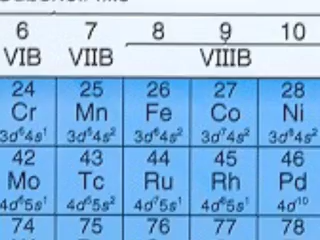 6 7 8 9 10
VIB VIIB VIIIB
24 25 26 27 28
Cr Mn Fe Co Ni
3d⁵4s¹ 3d⁵4s² 3d⁶4s² 3d⁷4s² 3d⁸4s²
42 43 44 45 46
Mo Tc Ru Rh Pd
4d⁵5s¹ 4d⁵5s² 4d⁷5s¹ 4d⁸5s¹ 4d¹⁰
74 75 76 77 78